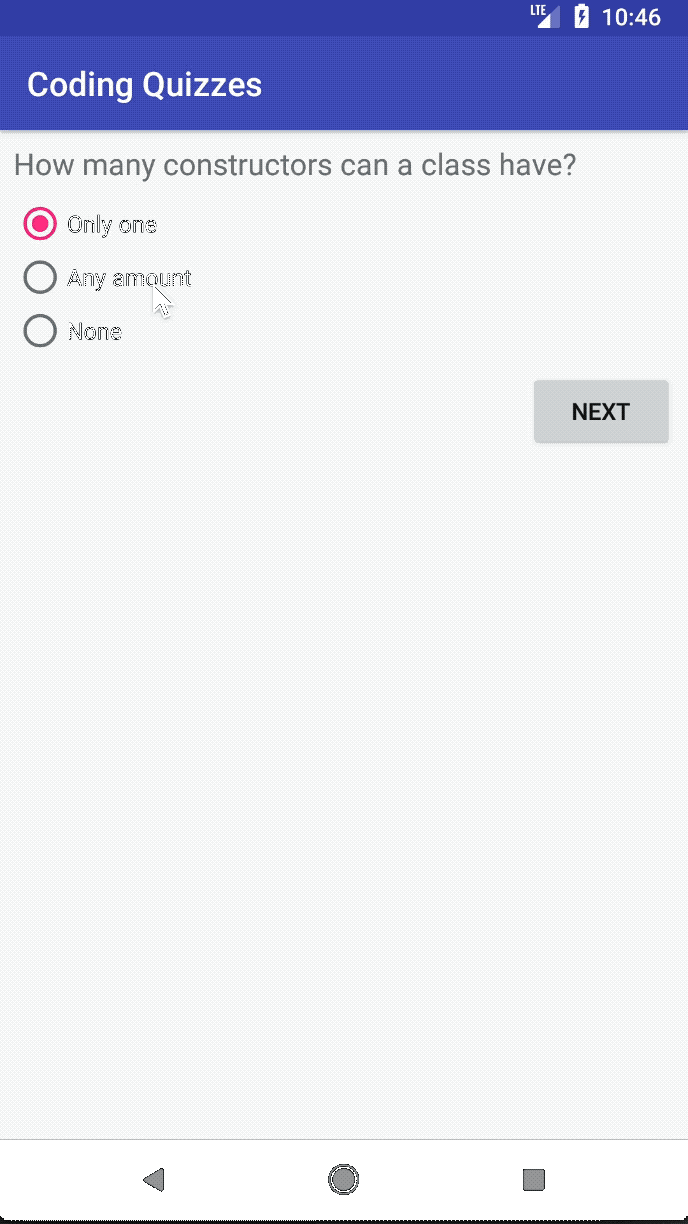 LTE 10:46
Coding Quizzes
How many constructors can a class have?
Only one
Any amount
None
NEXT